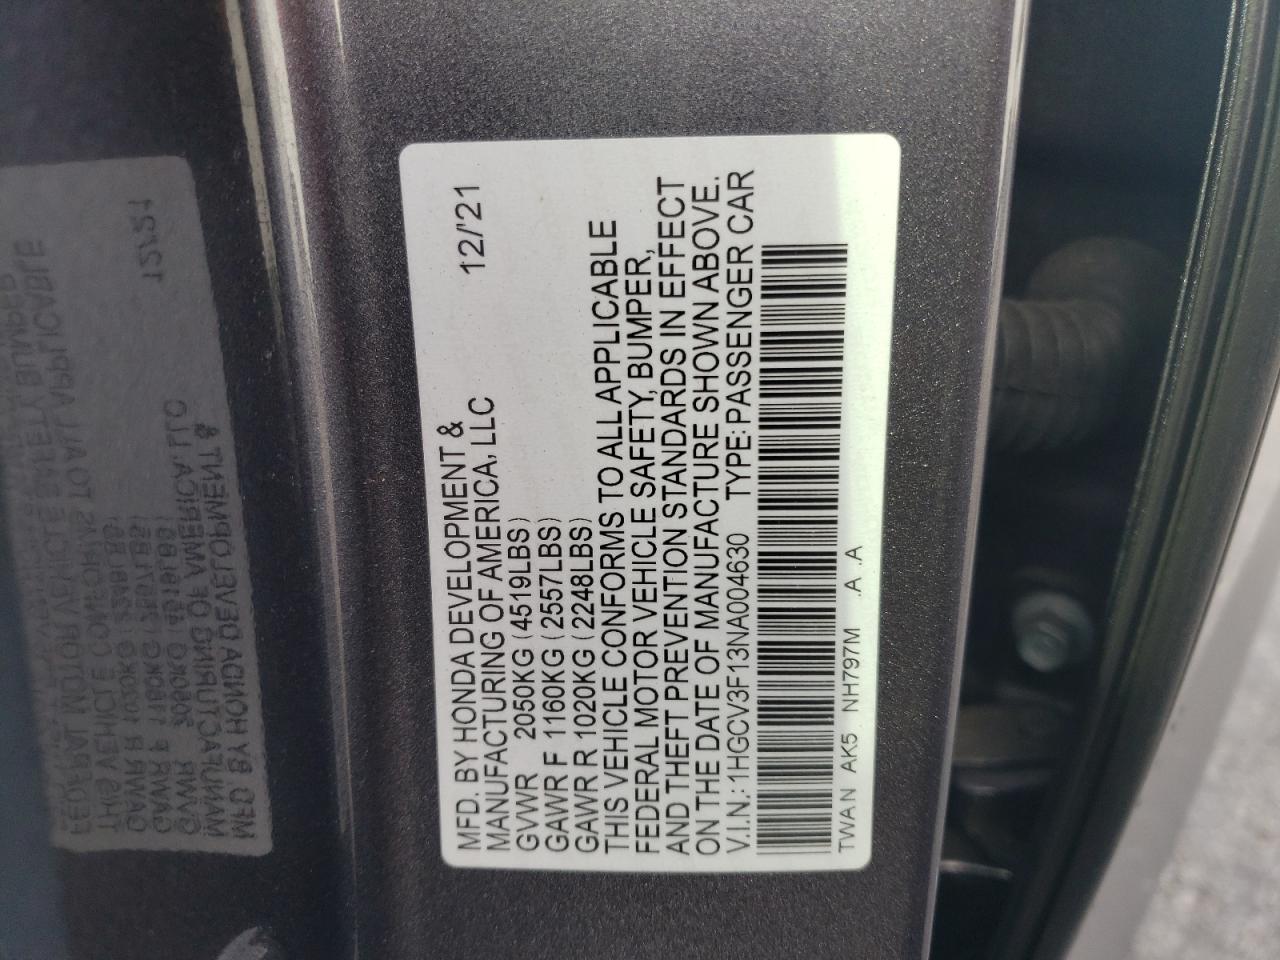 MFD. BY HONDA DEVELOPMENT & 12/'21
MANUFACTURING OF AMERICA, LLC
GVWR 2050KG (4519LBS)
GAWR F 1160KG (2557LBS)
GAWR R 1020KG (2248LBS)
THIS VEHICLE CONFORMS TO ALL APPLICABLE
FEDERAL MOTOR VEHICLE SAFETY, BUMPER,
AND THEFT PREVENTION STANDARDS IN EFFECT
ON THE DATE OF MANUFACTURE SHOWN ABOVE.
V.I.N.: 1HGCV3F13NA004630 TYPE: PASSENGER CAR
TWAN AK5 NH797M .A .A